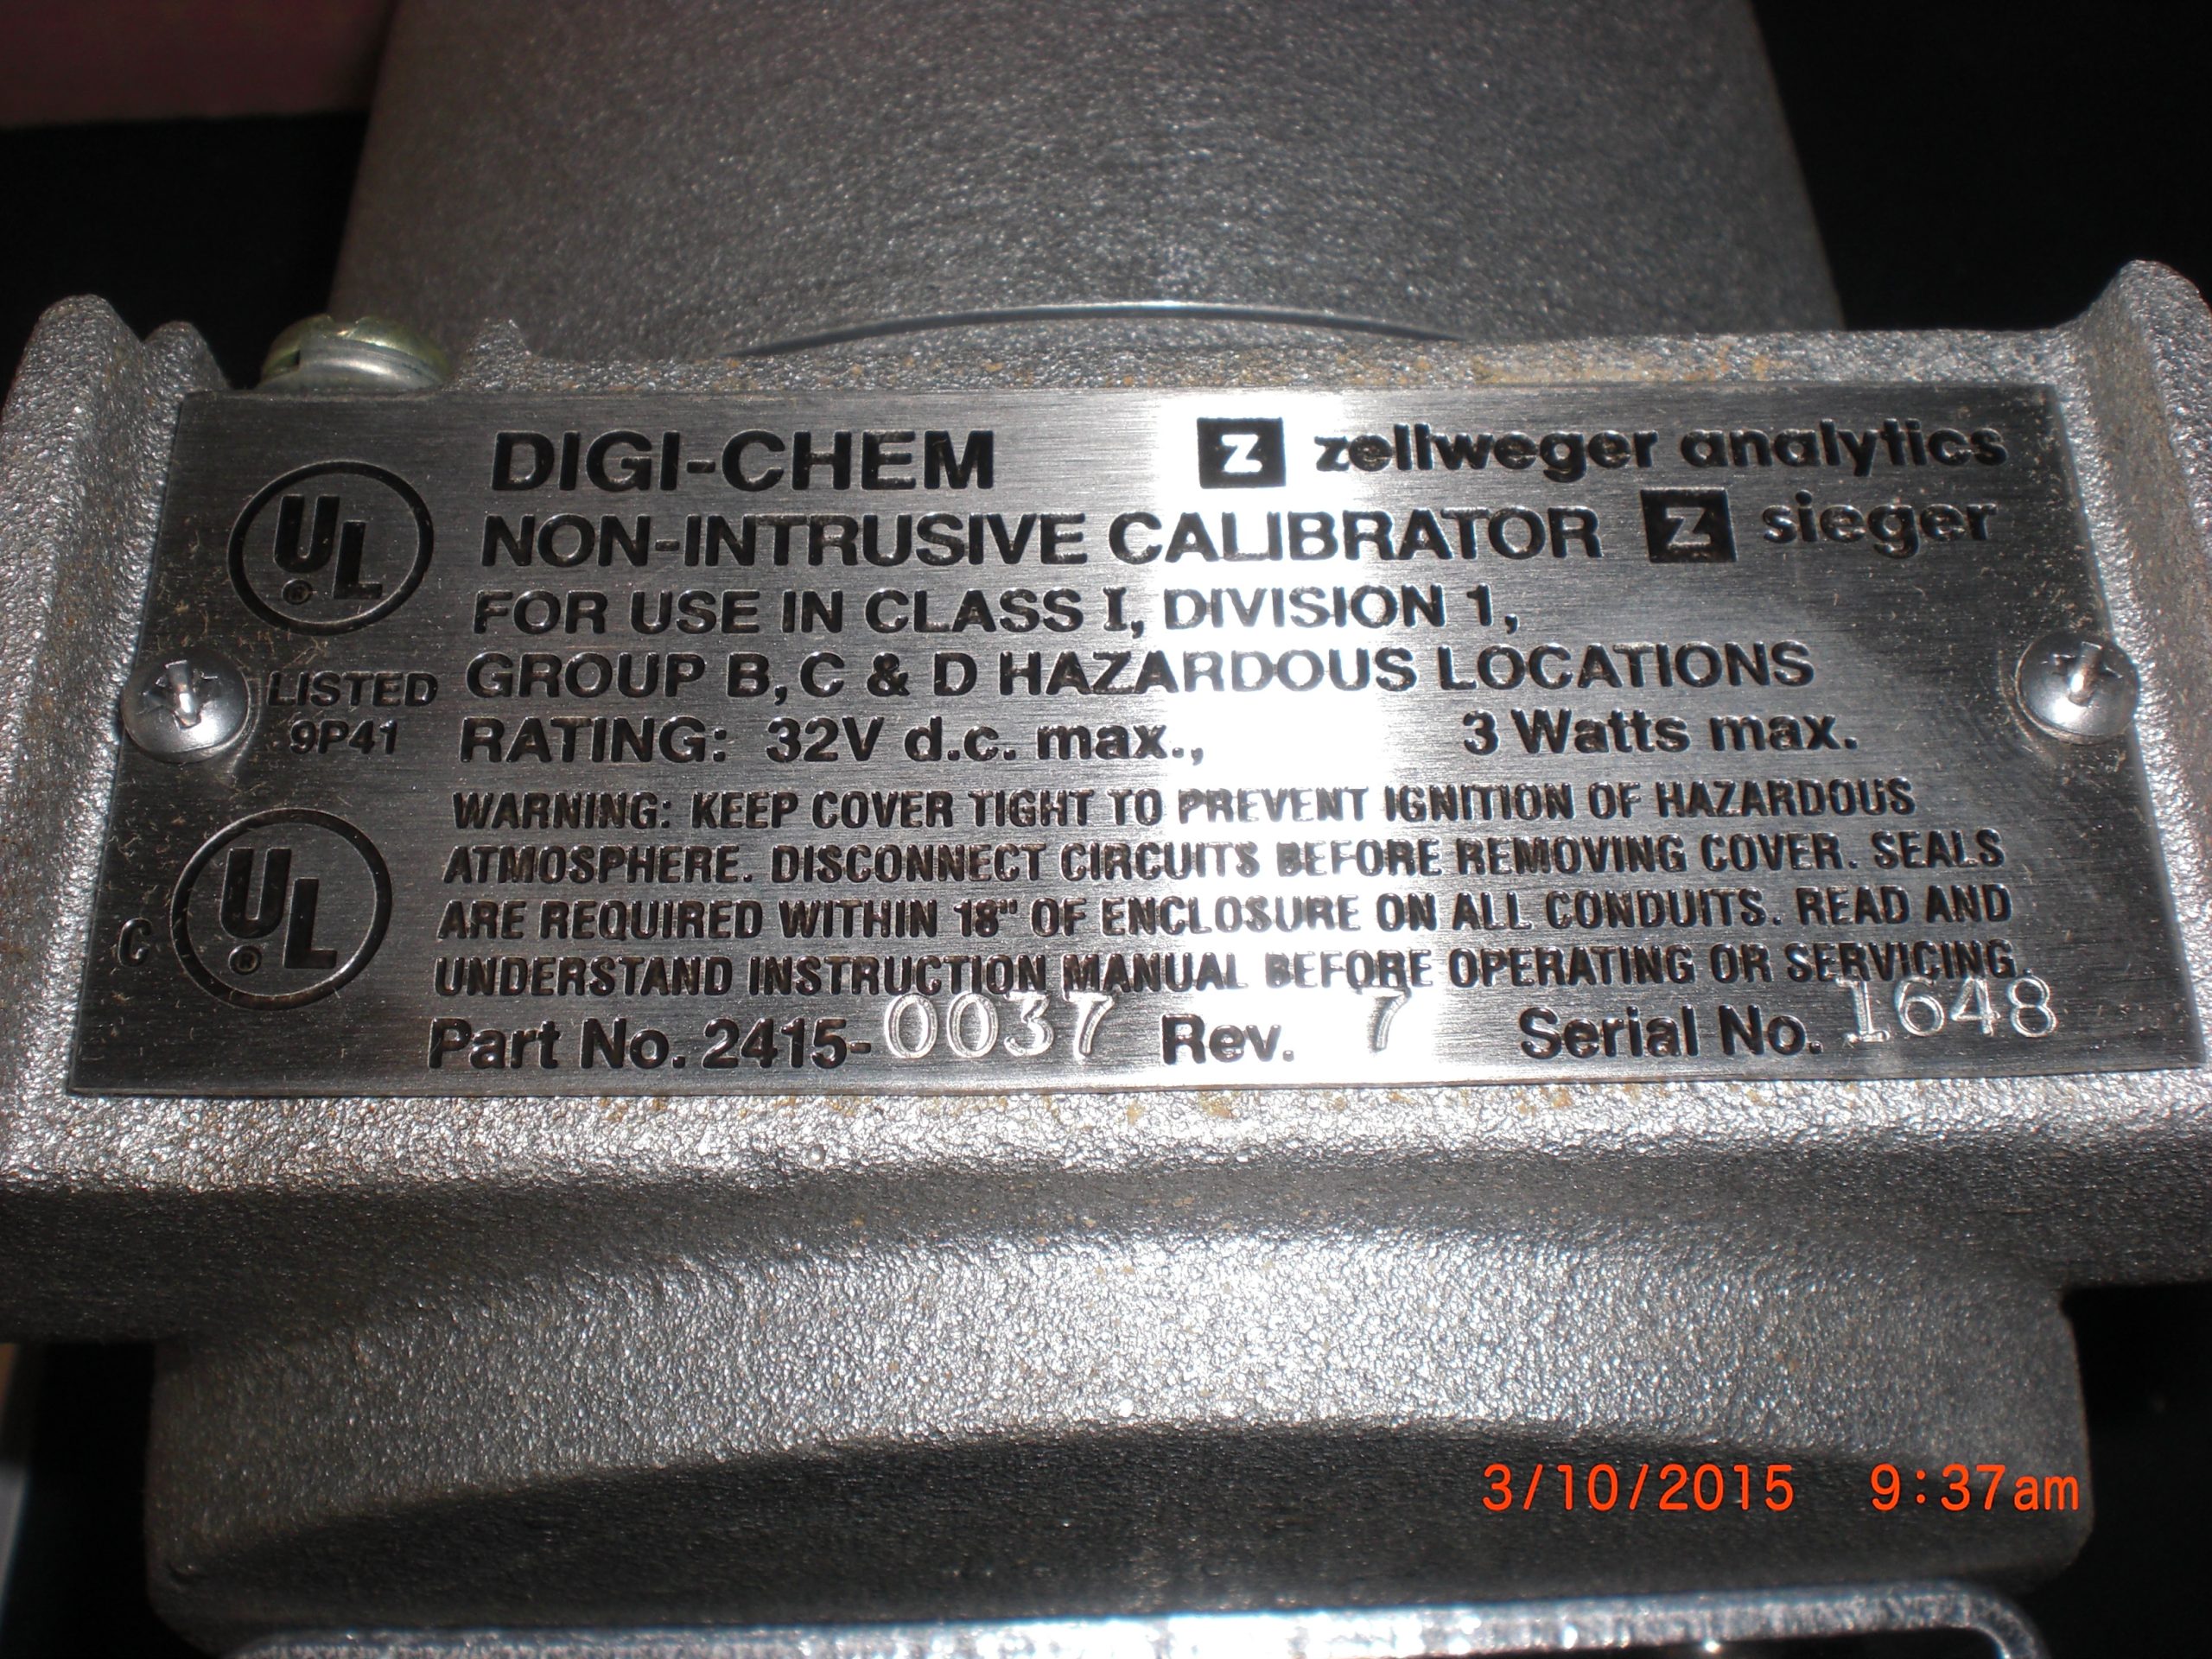 DIGI-CHEM Z zellweger analytics
NON-INTRUSIVE CALIBRATOR Z sieger
FOR USE IN CLASS I, DIVISION 1,
GROUP B, C & D HAZARDOUS LOCATIONS
RATING: 32V d.c. max., 3 Watts max.
WARNING: KEEP COVER TIGHT TO PREVENT IGNITION OF HAZARDOUS
ATMOSPHERE. DISCONNECT CIRCUITS BEFORE REMOVING COVER. SEALS
ARE REQUIRED WITHIN 18" OF ENCLOSURE ON ALL CONDUITS. READ AND
UNDERSTAND INSTRUCTION MANUAL BEFORE OPERATING OR SERVICING.
Part No. 2415-0037 Rev. 7 Serial No. 1648
UL
®
LISTED
9P41
C UL
®
3/10/2015 9:37am